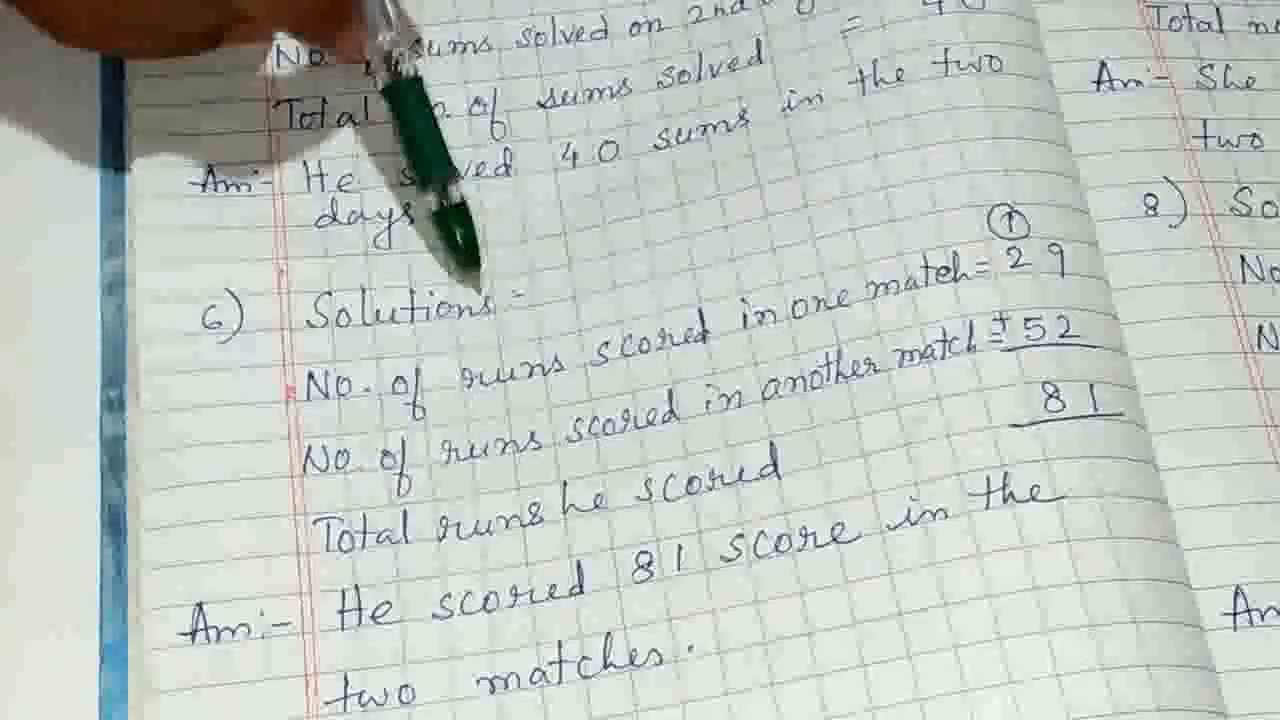 No. sums solved on 2nd
Total of sums solved =
Ans:- He solved 40 sums in the two
days
6) Solutions =
①
No. of runs scored in one match = 29
No. of runs scored in another match = + 52
Total runs he scored 81
Ans:- He scored 81 score in the
two matches.
Total
Ans:- She
two
8) So
No
N
An